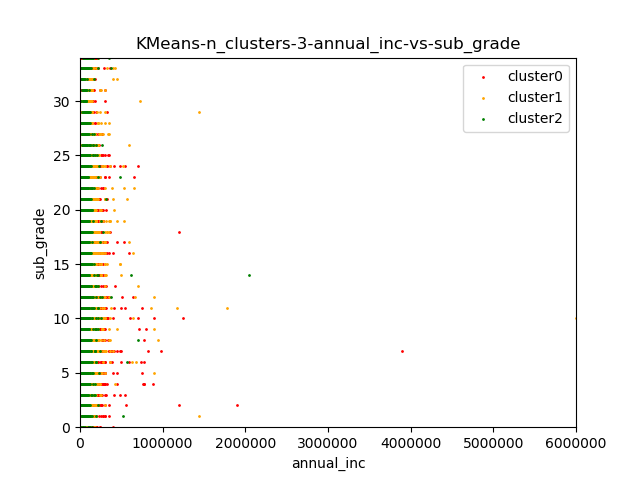 KMeans-n_clusters-3-annual_inc-vs-sub_grade
cluster0
cluster1
cluster2
30
25
20
15
10
5
0
sub_grade
0 1000000 2000000 3000000 4000000 5000000 6000000
annual_inc